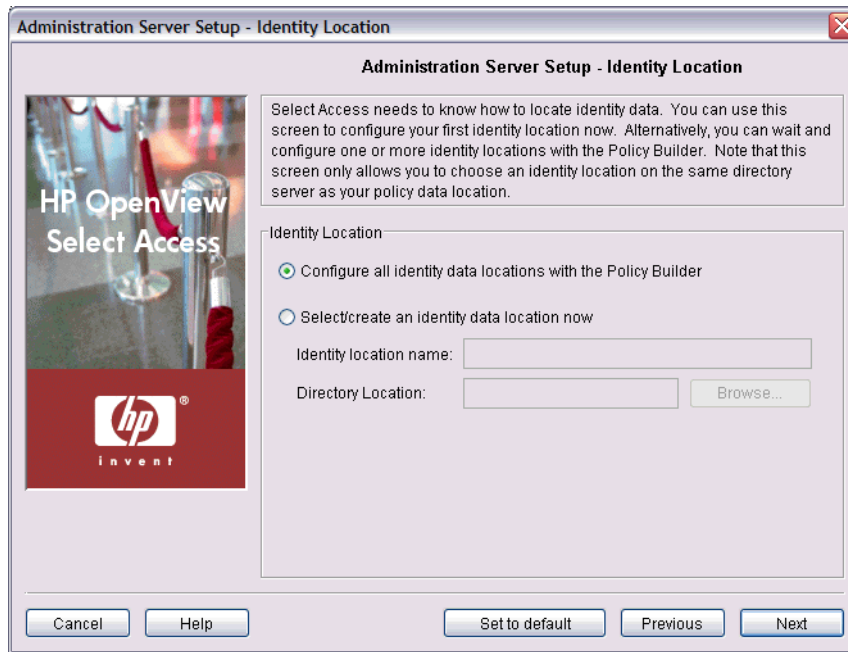 Administration Server Setup - Identity Location
Administration Server Setup - Identity Location
HP OpenView
Select Access
hp
®
invent
Select Access needs to know how to locate identity data. You can use this
screen to configure your first identity location now. Alternatively, you can wait and
configure one or more identity locations with the Policy Builder. Note that this
screen only allows you to choose an identity location on the same directory
server as your policy data location.
Identity Location
Configure all identity data locations with the Policy Builder
Select/create an identity data location now
Identity location name:
Directory Location:
Browse...
Cancel
Help
Set to default
Previous
Next